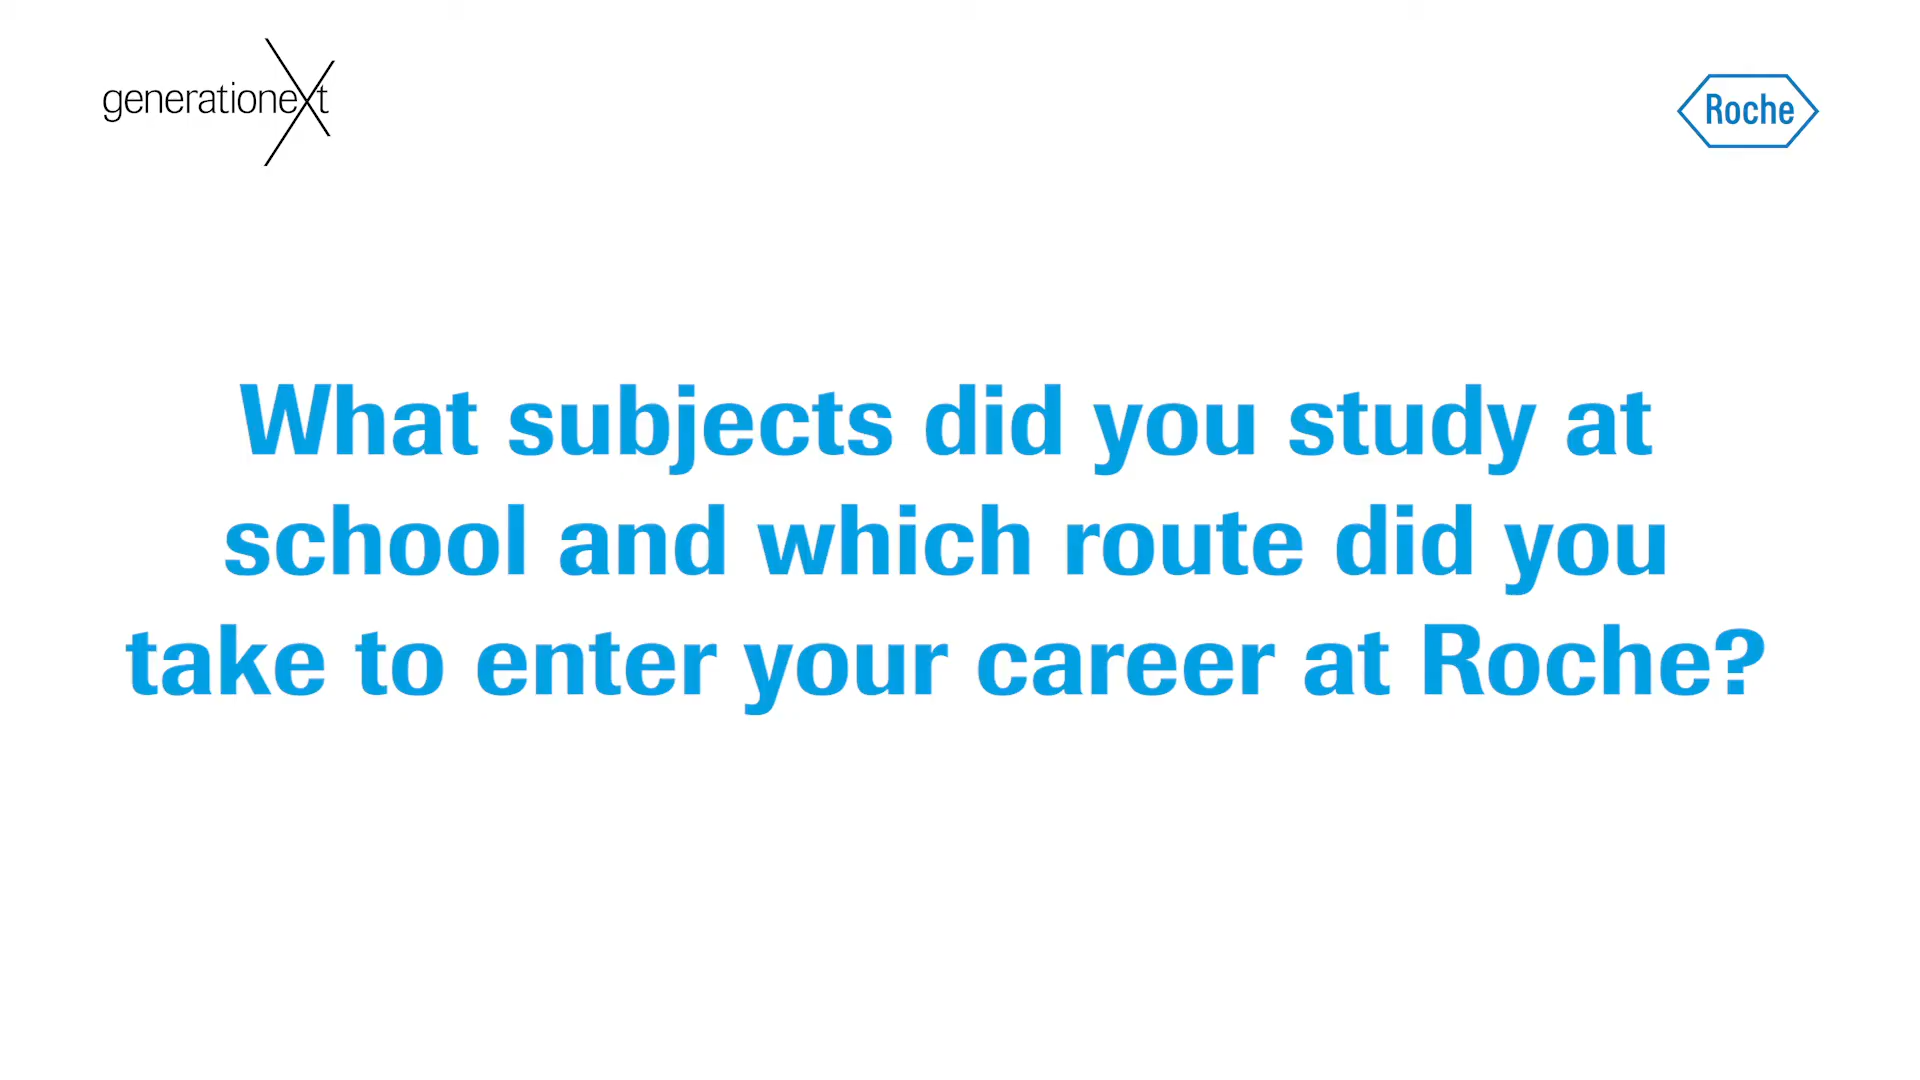 generationext
Roche
What subjects did you study at
school and which route did you
take to enter your career at Roche?